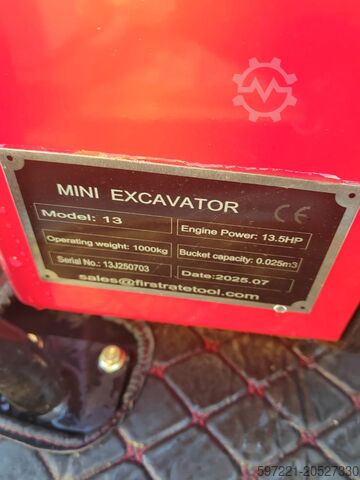 MINI EXCAVATOR
CE
Model: 13
Engine Power: 13.5HP
Operating weight: 1000kg
Bucket capacity: 0.025m3
Serial No.: 13J250703
Date:2025.07
sales@firstratetool.com
597221-20527330